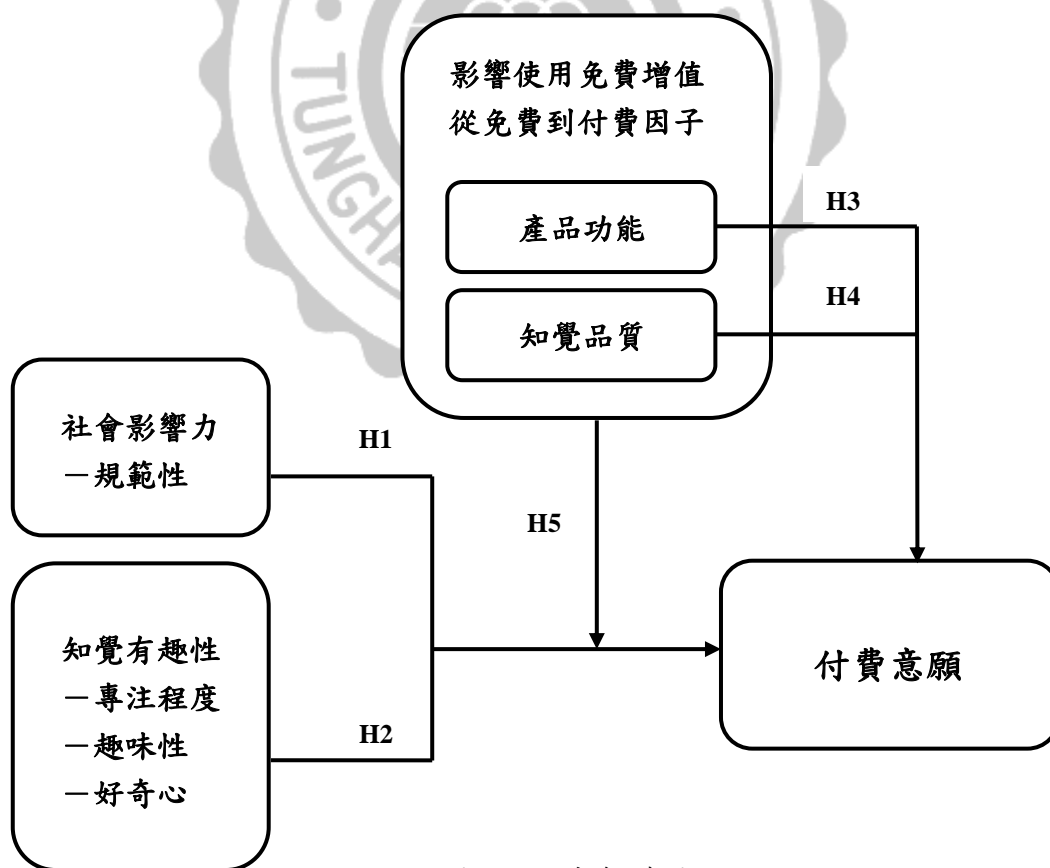 TUNGHA
影響使用免費增值
從免費到付費因子
產品功能
H3
知覺品質
H4
社會影響力
－規範性
H1
H5
知覺有趣性
－專注程度
－趣味性
－好奇心
H2
付費意願